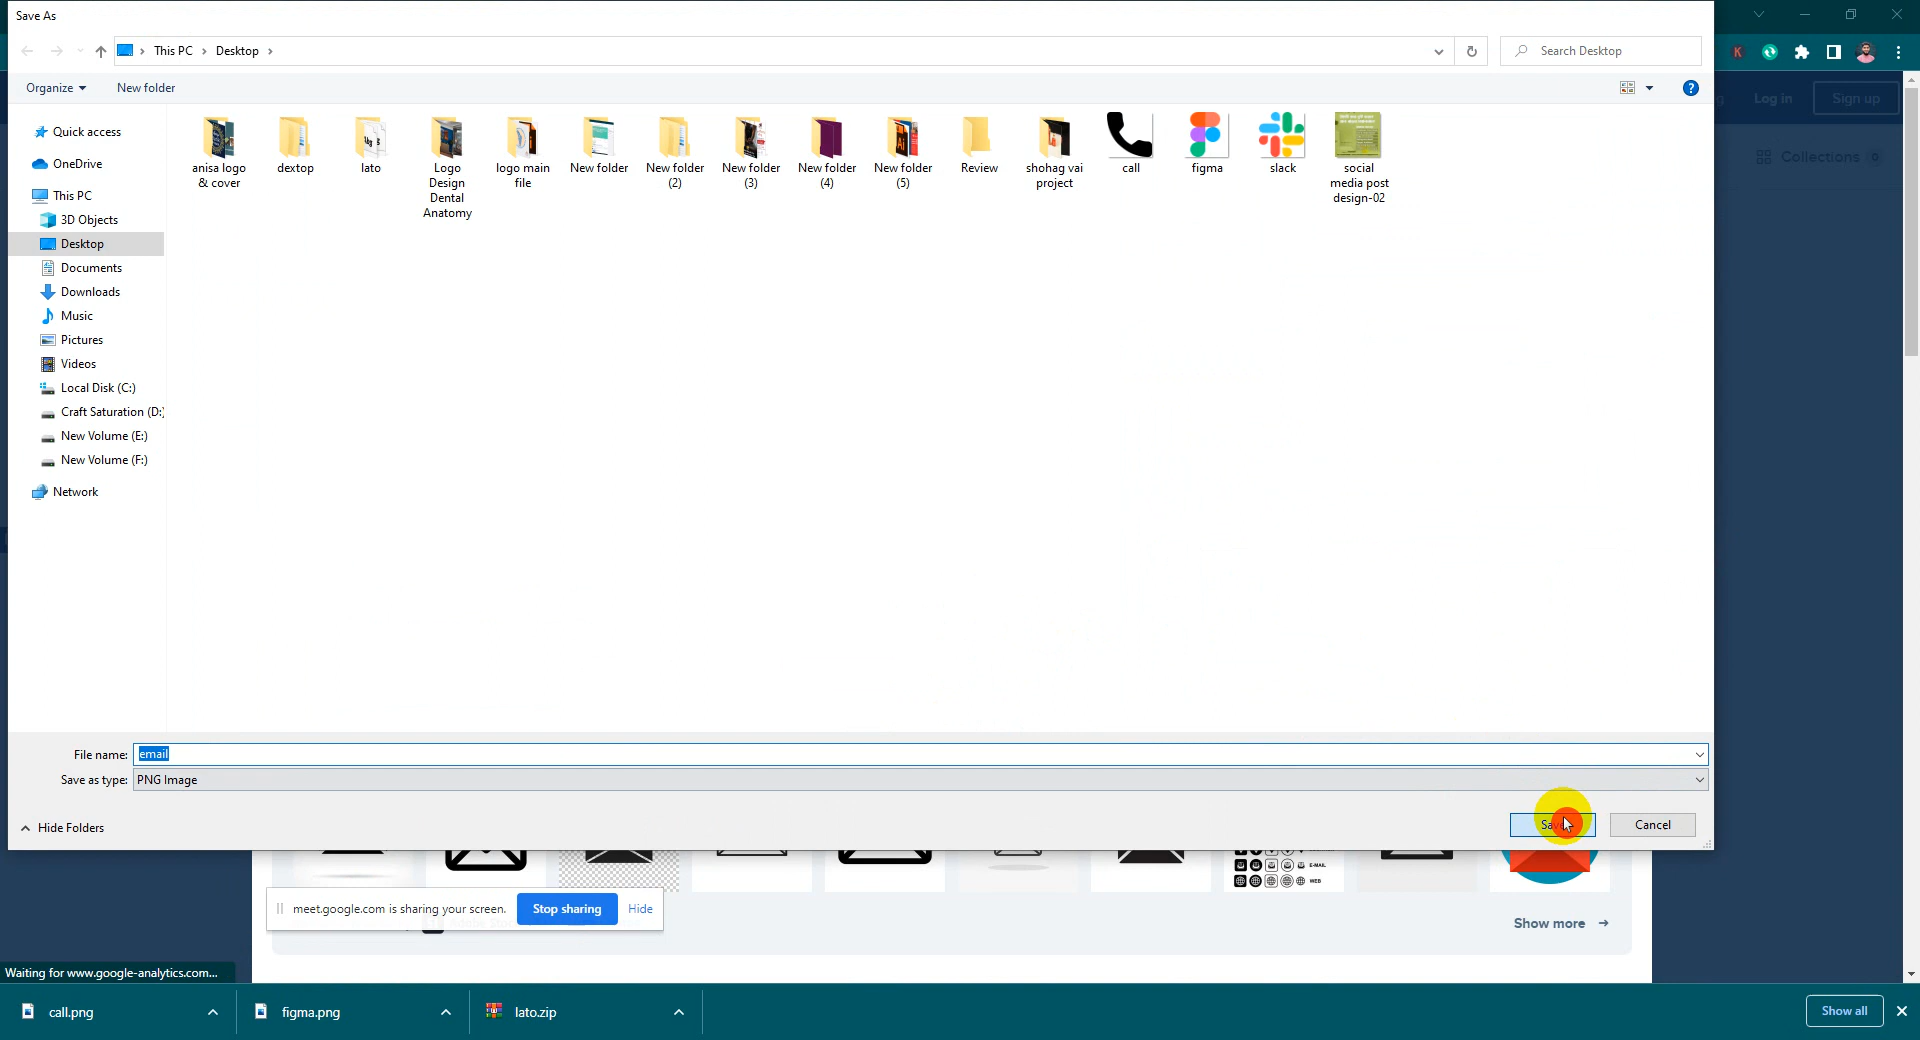 Save As
This PC
Desktop
Search Desktop
Organize
New folder
Log in
Sign up
Collections 0
Quick access
OneDrive
This PC
3D Objects
Desktop
Documents
Downloads
Music
Pictures
Videos
Local Disk (C:)
Craft Saturation (D:)
New Volume (E:)
New Volume (F:)
Network
anisa logo
& cover
dextop
lato
Logo
Design
Dental
Anatomy
logo main
file
New folder
New folder
(2)
New folder
(3)
New folder
(4)
New folder
(5)
Review
shohag vai
project
call
figma
slack
social
media post
design-02
File name: email
Save as type: PNG Image
Hide Folders
Save
Cancel
E-MAIL
WEB
meet.google.com is sharing your screen.
Stop sharing
Hide
Show more
Waiting for www.google-analytics.com...
call.png
figma.png
lato.zip
Show all